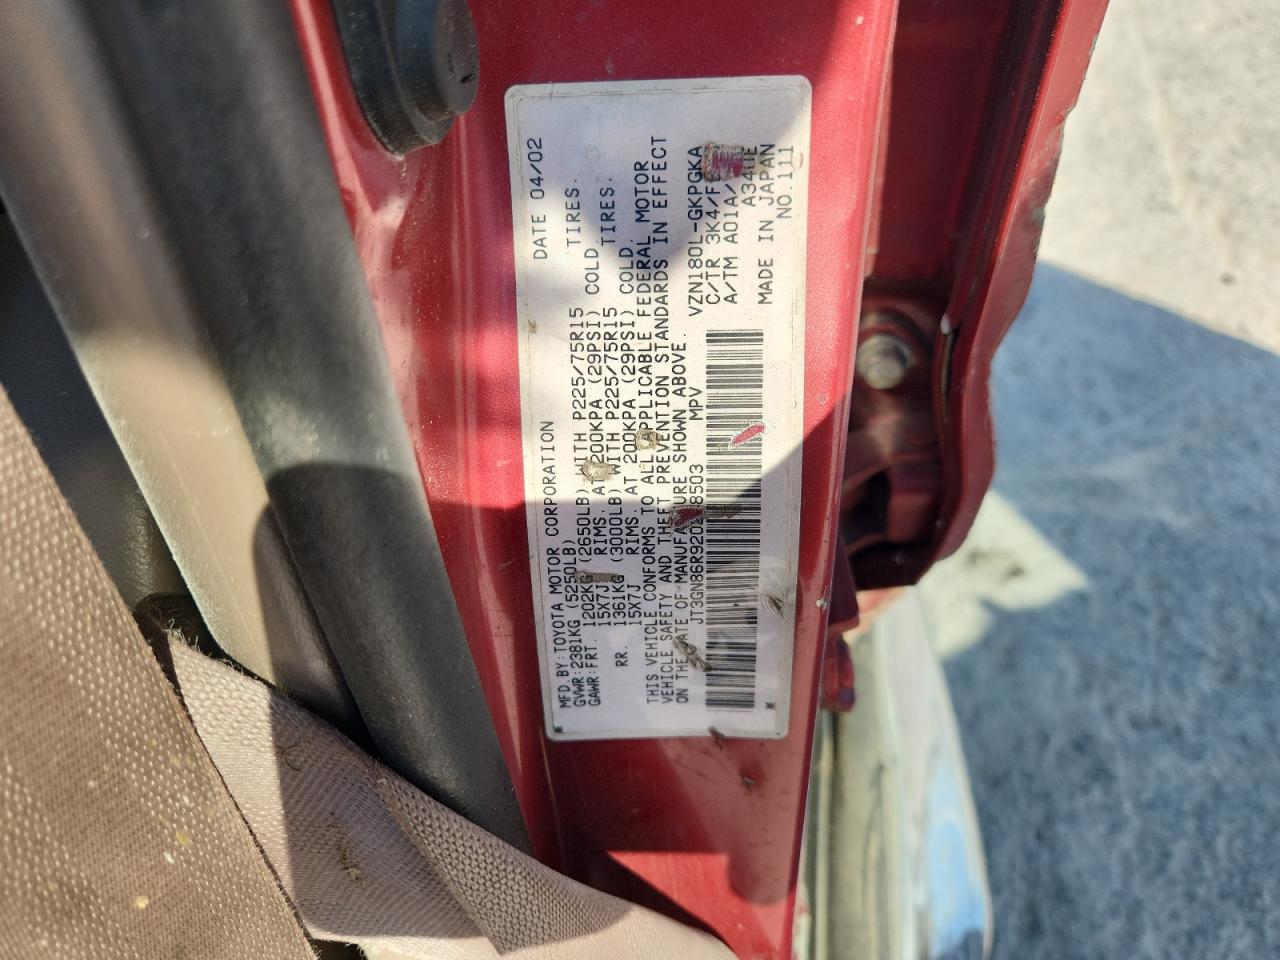 MFD. BY: TOYOTA MOTOR CORPORATION DATE 04/02
GVWR: 2381KG (5250LB)
GAWR: FRT. 1202KG (2650LB) WITH P225/75R15 TIRES.
15X7J RIMS. AT 200KPA (29PSI) COLD.
RR. 1361KG (3000LB) WITH P225/75R15 TIRES.
15X7J RIMS. AT 200KPA (29PSI) COLD.
THIS VEHICLE CONFORMS TO ALL APPLICABLE FEDERAL MOTOR
VEHICLE SAFETY AND THEFT PREVENTION STANDARDS IN EFFECT
ON THE DATE OF MANUFACTURE SHOWN ABOVE.
MPV VZN180L-GKPGKA
C/TR 3K4/
A/TM A01A/ A340E
MADE IN JAPAN
NO.111
* *